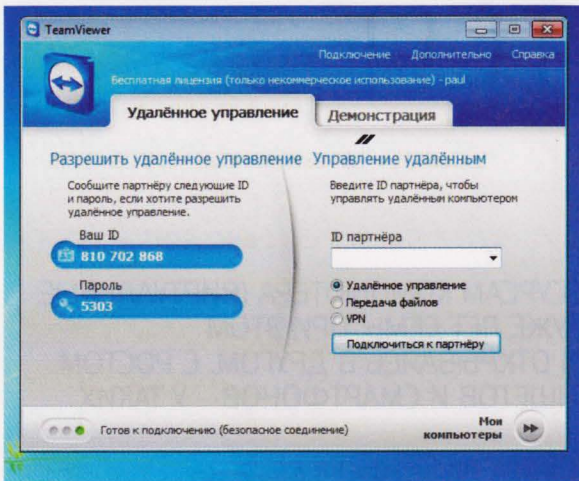 TeamViewer
Подключение Дополнительно Справка
Бесплатная лицензия (только некоммерческое использование) - paul
Удалённое управление
Демонстрация
Разрешить удалённое управление
Сообщите партнёру следующие ID
и пароль, если хотите разрешить
удалённое управление.
Ваш ID
810 702 868
Пароль
5303
Управление удалённым
Введите ID партнёра, чтобы
управлять удалённым компьютером
ID партнёра
Удалённое управление
Передача файлов
VPN
Подключиться к партнёру
Готов к подключению (безопасное соединение)
Мои
компьютеры